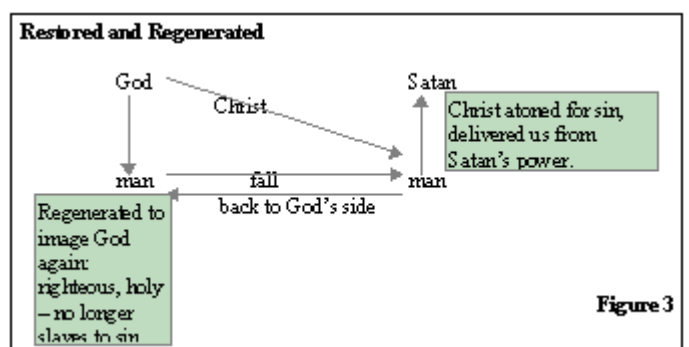 Restored and Regenerated
God
Satan
Christ
Christ atoned for sin,
delivered us from
Satan's power.
man
fall
man
back to God's side
Regenerated to
image God
again:
righteous, holy
– no longer
slaves to sin
Figure 3